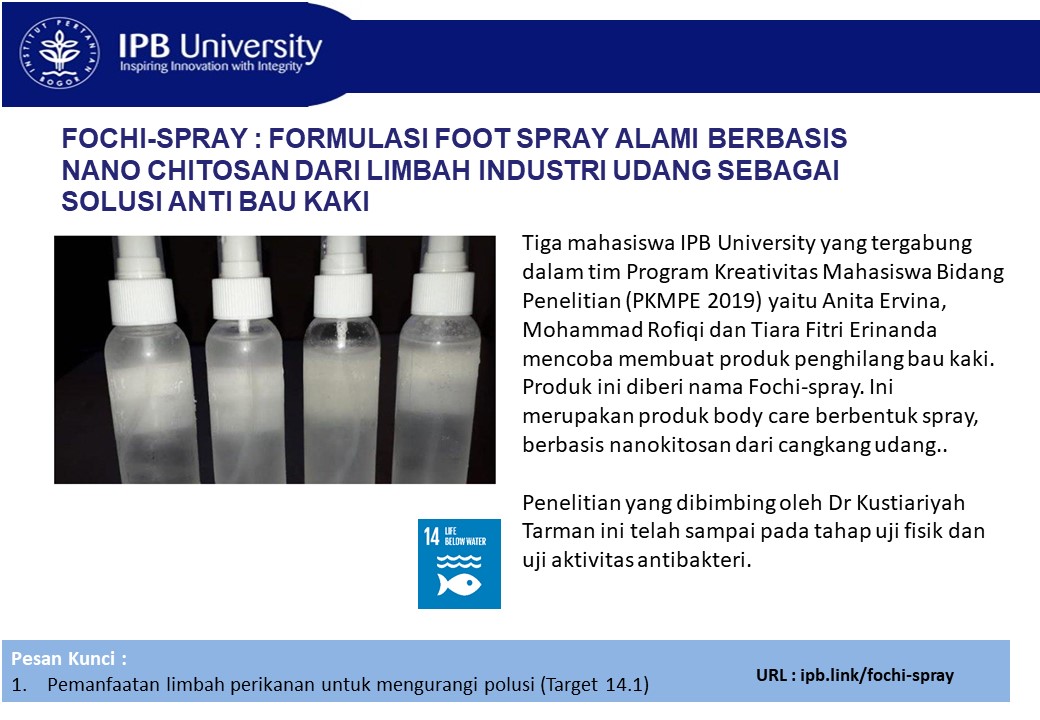 INSTITUT PERTANIAN BOGOR
IPB University
Inspiring Innovation with Integrity
FOCHI-SPRAY : FORMULASI FOOT SPRAY ALAMI BERBASIS
NANO CHITOSAN DARI LIMBAH INDUSTRI UDANG SEBAGAI
SOLUSI ANTI BAU KAKI
Tiga mahasiswa IPB University yang tergabung
dalam tim Program Kreativitas Mahasiswa Bidang
Penelitian (PKMPE 2019) yaitu Anita Ervina,
Mohammad Rofiqi dan Tiara Fitri Erinanda
mencoba membuat produk penghilang bau kaki.
Produk ini diberi nama Fochi-spray. Ini
merupakan produk body care berbentuk spray,
berbasis nanokitosan dari cangkang udang..
Penelitian yang dibimbing oleh Dr Kustiariyah
Tarman ini telah sampai pada tahap uji fisik dan
uji aktivitas antibakteri.
14 LIFE
BELOW WATER
Pesan Kunci :
1. Pemanfaatan limbah perikanan untuk mengurangi polusi (Target 14.1)
URL : ipb.link/fochi-spray